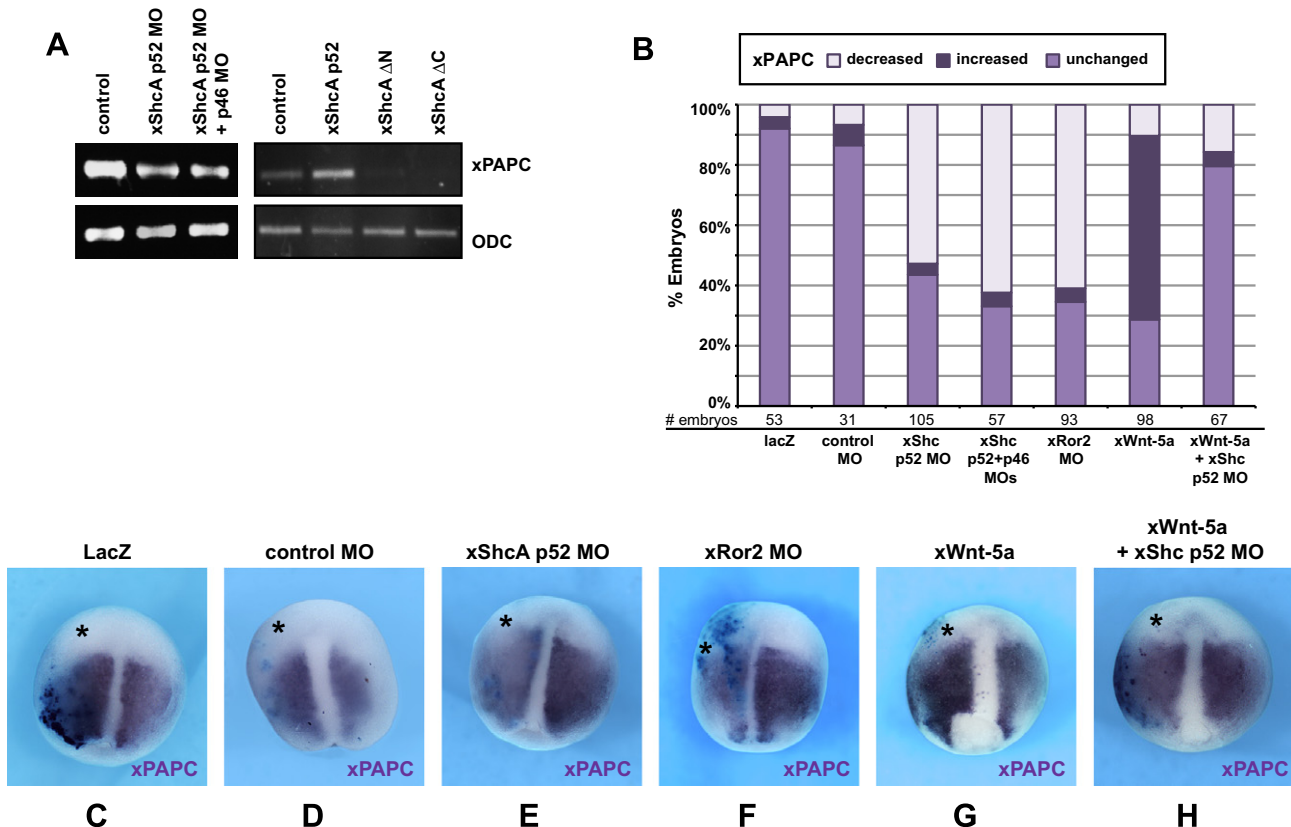 A
control
xShcA p52 MO
xShcA p52 MO
+ p46 MO
control
xShcA p52
xShcA ΔN
xShcA ΔC
xPAPC
ODC
B
xPAPC decreased increased unchanged
% Embryos
100%
80%
60%
40%
20%
0%
# embryos 53 31 105 57 93 98 67
lacZ
control
MO
xShc
p52 MO
xShc
p52+p46
MOs
xRor2
MO
xWnt-5a
xWnt-5a
+ xShc
p52 MO
LacZ
*
xPAPC
C
control MO
*
xPAPC
D
xShcA p52 MO
*
xPAPC
E
xRor2 MO
*
xPAPC
F
xWnt-5a
*
xPAPC
G
xWnt-5a
+ xShc p52 MO
*
xPAPC
H